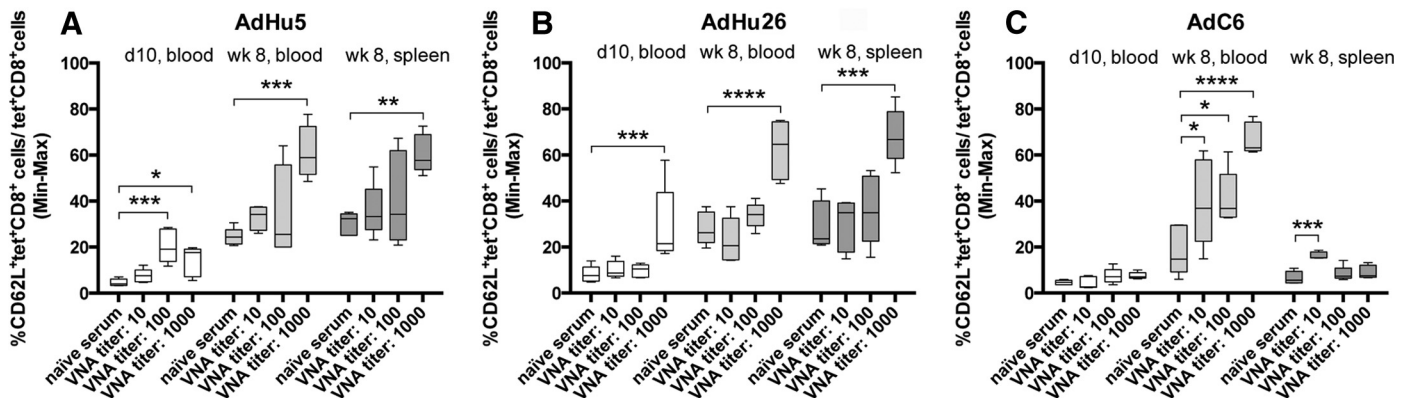 A
AdHu5
%CD62L⁺tet⁺CD8⁺ cells/ tet⁺CD8⁺cells
(Min-Max)
d10, blood wk 8, blood wk 8, spleen
100
80
60
40
20
0
*
***
***
**
naïve serum
VNA titer: 10
VNA titer: 100
VNA titer: 1000
naïve serum
VNA titer: 10
VNA titer: 100
VNA titer: 1000
naïve serum
VNA titer: 10
VNA titer: 100
VNA titer: 1000
B
AdHu26
%CD62L⁺tet⁺CD8⁺ cells/ tet⁺CD8⁺cells
(Min-Max)
d10, blood wk 8, blood wk 8, spleen
100
80
60
40
20
0
***
****
***
naïve serum
VNA titer: 10
VNA titer: 100
VNA titer: 1000
naïve serum
VNA titer: 10
VNA titer: 100
VNA titer: 1000
naïve serum
VNA titer: 10
VNA titer: 100
VNA titer: 1000
C
AdC6
%CD62L⁺tet⁺CD8⁺ cells/ tet⁺CD8⁺cells
(Min-Max)
d10, blood wk 8, blood wk 8, spleen
100
80
60
40
20
0
****
*
*
***
naïve serum
VNA titer: 10
VNA titer: 100
VNA titer: 1000
naïve serum
VNA titer: 10
VNA titer: 100
VNA titer: 1000
naïve serum
VNA titer: 10
VNA titer: 100
VNA titer: 1000